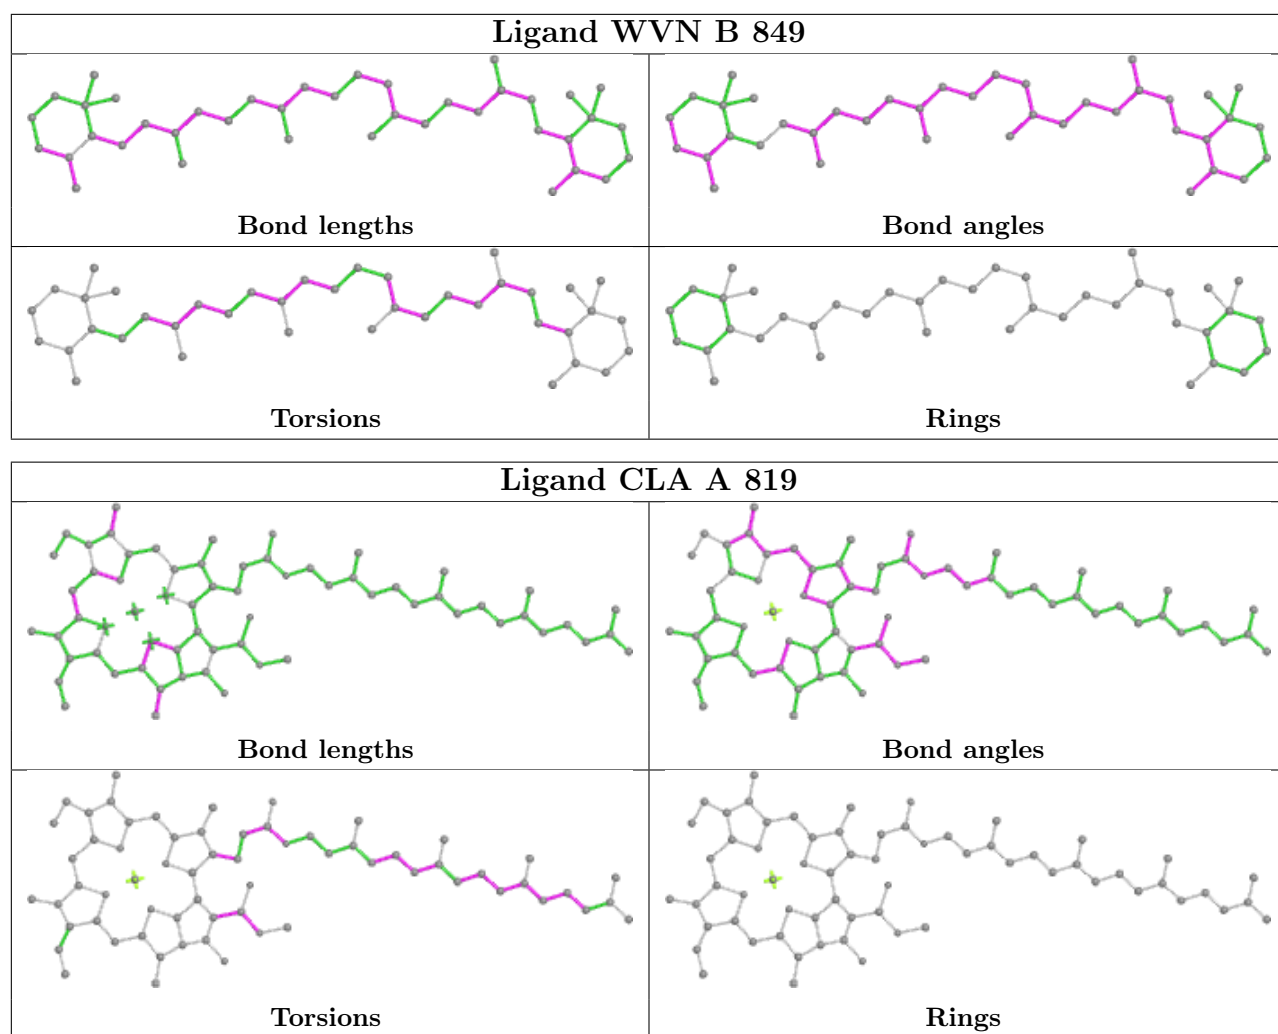 Ligand WVN B 849
Bond lengths
Bond angles
Torsions
Rings
Ligand CLA A 819
Bond lengths
Bond angles
Torsions
Rings